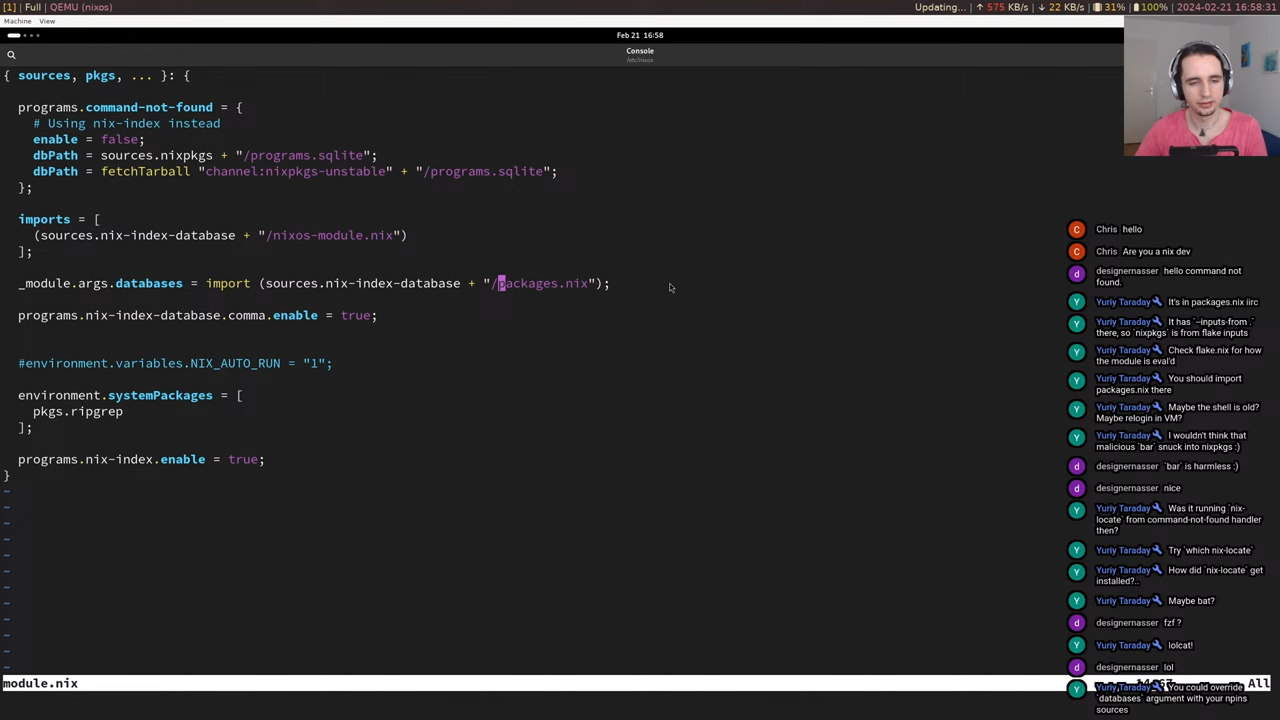 [1] | Full | QEMU (nixos)
Updating... | ↑ 575 KB/s | ↓ 22 KB/s | 31% | 100% | 2024-02-21 16:58:31
Machine View
Feb 21 16:58
Console
/etc/nixos
{ sources, pkgs, ... }: {
programs.command-not-found = {
# Using nix-index instead
enable = false;
dbPath = sources.nixpkgs + "/programs.sqlite";
dbPath = fetchTarball "channel:nixpkgs-unstable" + "/programs.sqlite";
};
imports = [
(sources.nix-index-database + "/nixos-module.nix")
];
_module.args.databases = import (sources.nix-index-database + "/packages.nix");
programs.nix-index-database.comma.enable = true;
#environment.variables.NIX_AUTO_RUN = "1";
environment.systemPackages = [
pkgs.ripgrep
];
programs.nix-index.enable = true;
}
~
~
~
~
~
~
~
~
~
~
~
~
module.nix
All
C Chris hello
C Chris Are you a nix dev
d designernasser hello command not
found.
Y Yuriy Taraday It's in packages.nix iirc
Y Yuriy Taraday It has `--inputs-from .`
there, so `nixpkgs` is from flake inputs
Y Yuriy Taraday Check flake.nix for how
the module is eval'd
Y Yuriy Taraday You should import
packages.nix there
Y Yuriy Taraday Maybe the shell is old?
Maybe relogin in VM?
Y Yuriy Taraday I wouldn't think that
malicious `bar` snuck into nixpkgs :)
d designernasser `bar` is harmless :)
d designernasser nice
Y Yuriy Taraday Was it running `nix-
locate` from command-not-found handler
then?
Y Yuriy Taraday Try `which nix-locate`
Y Yuriy Taraday How did `nix-locate` get
installed?..
Y Yuriy Taraday Maybe bat?
d designernasser fzf ?
Y Yuriy Taraday lolcat!
d designernasser lol
Y Yuriy Taraday You could override
`databases` argument with your npins
sources